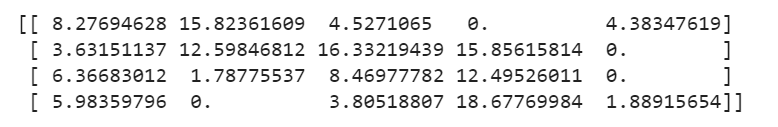 [[ 8.27694628 15.82361609 4.5271065 0. 4.38347619]
[ 3.63151137 12.59846812 16.33219439 15.85615814 0. ]
[ 6.36683012 1.78775537 8.46977782 12.49526011 0. ]
[ 5.98359796 0. 3.80518807 18.67769984 1.88915654]]